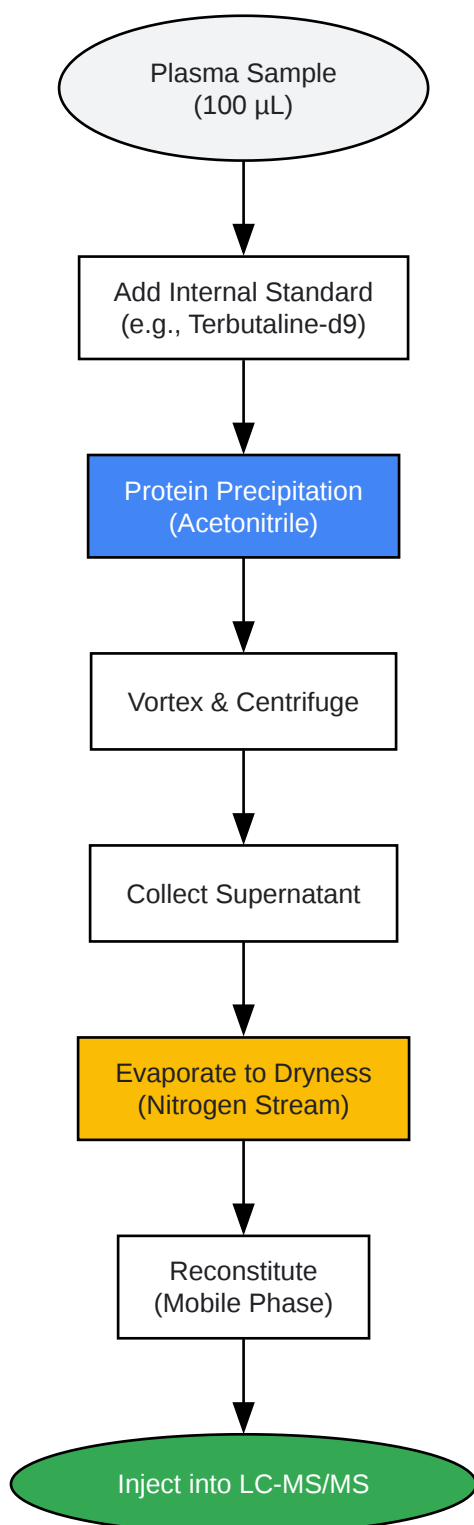 Plasma Sample
(100 µL)
Add Internal Standard
(e.g., Terbutaline-d9)
Protein Precipitation
(Acetonitrile)
Vortex & Centrifuge
Collect Supernatant
Evaporate to Dryness
(Nitrogen Stream)
Reconstitute
(Mobile Phase)
Inject into LC-MS/MS